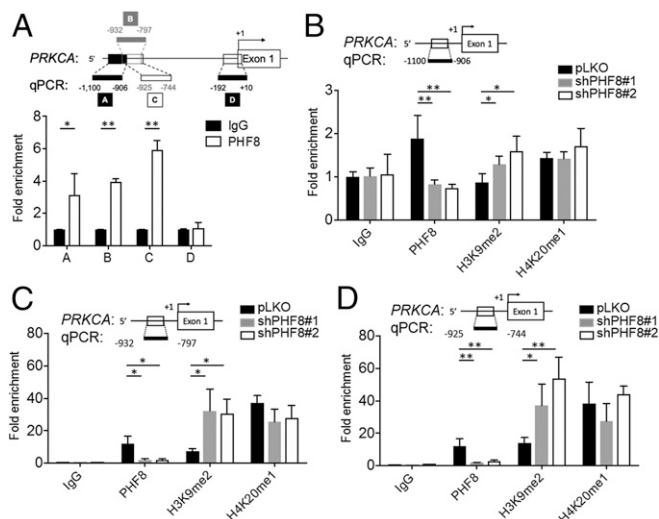 A
B
-932 -797
+1
PRKCA: 5' Exon 1
qPCR:
-1,100 -906 -925 -744 -192 +10
A C D
IgG
PHF8
Fold enrichment
8
6
4
2
0
* ** **
A B C D
B
PRKCA: 5' +1 Exon 1
qPCR:
-1100 -906
pLKO
shPHF8#1
shPHF8#2
Fold enrichment
3
2
1
0
** **
* *
IgG PHF8 H3K9me2 H4K20me1
C
PRKCA: 5' +1 Exon 1
qPCR:
-932 -797
pLKO
shPHF8#1
shPHF8#2
Fold enrichment
80
60
40
20
0
* *
* *
IgG PHF8 H3K9me2 H4K20me1
D
PRKCA: 5' +1 Exon 1
qPCR:
-925 -744
pLKO
shPHF8#1
shPHF8#2
Fold enrichment
80
60
40
20
0
** **
** *
IgG PHF8 H3K9me2 H4K20me1